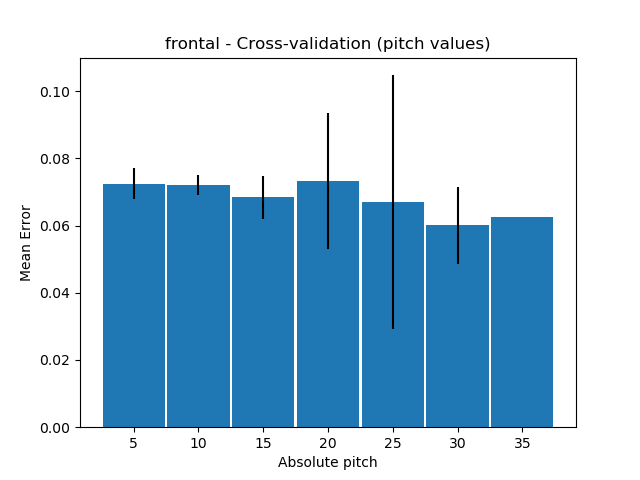 frontal - Cross-validation (pitch values)
0.10
0.08
0.06
0.04
0.02
0.00
Mean Error
5 10 15 20 25 30 35
Absolute pitch